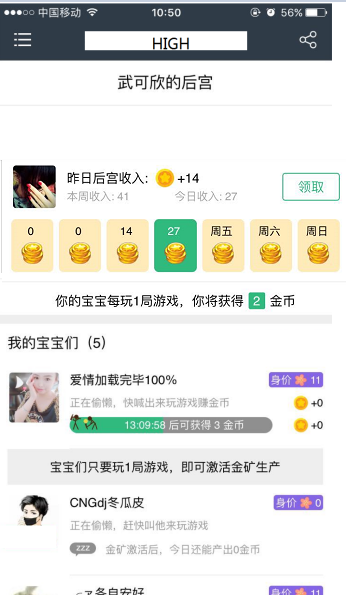 中国移动 10:50 56%
HIGH
武可欣的后宫
昨日后宫收入: +14
领取
本周收入: 41 今日收入: 27
0 0 14 27 周五 周六 周日
你的宝宝每玩1局游戏，你将获得 2 金币
我的宝宝们（5）
爱情加载完毕100% 身价 11
正在偷懒，快喊出来玩游戏赚金币 +0
13:09:58 后可获得 3 金币 +0
宝宝们只要玩1局游戏，即可激活金矿生产
CNGdj冬瓜皮 身价 0
正在偷懒，赶快叫他来玩游戏
zzz 金矿激活后，今日还能产出0金币
各自安好 身价 11